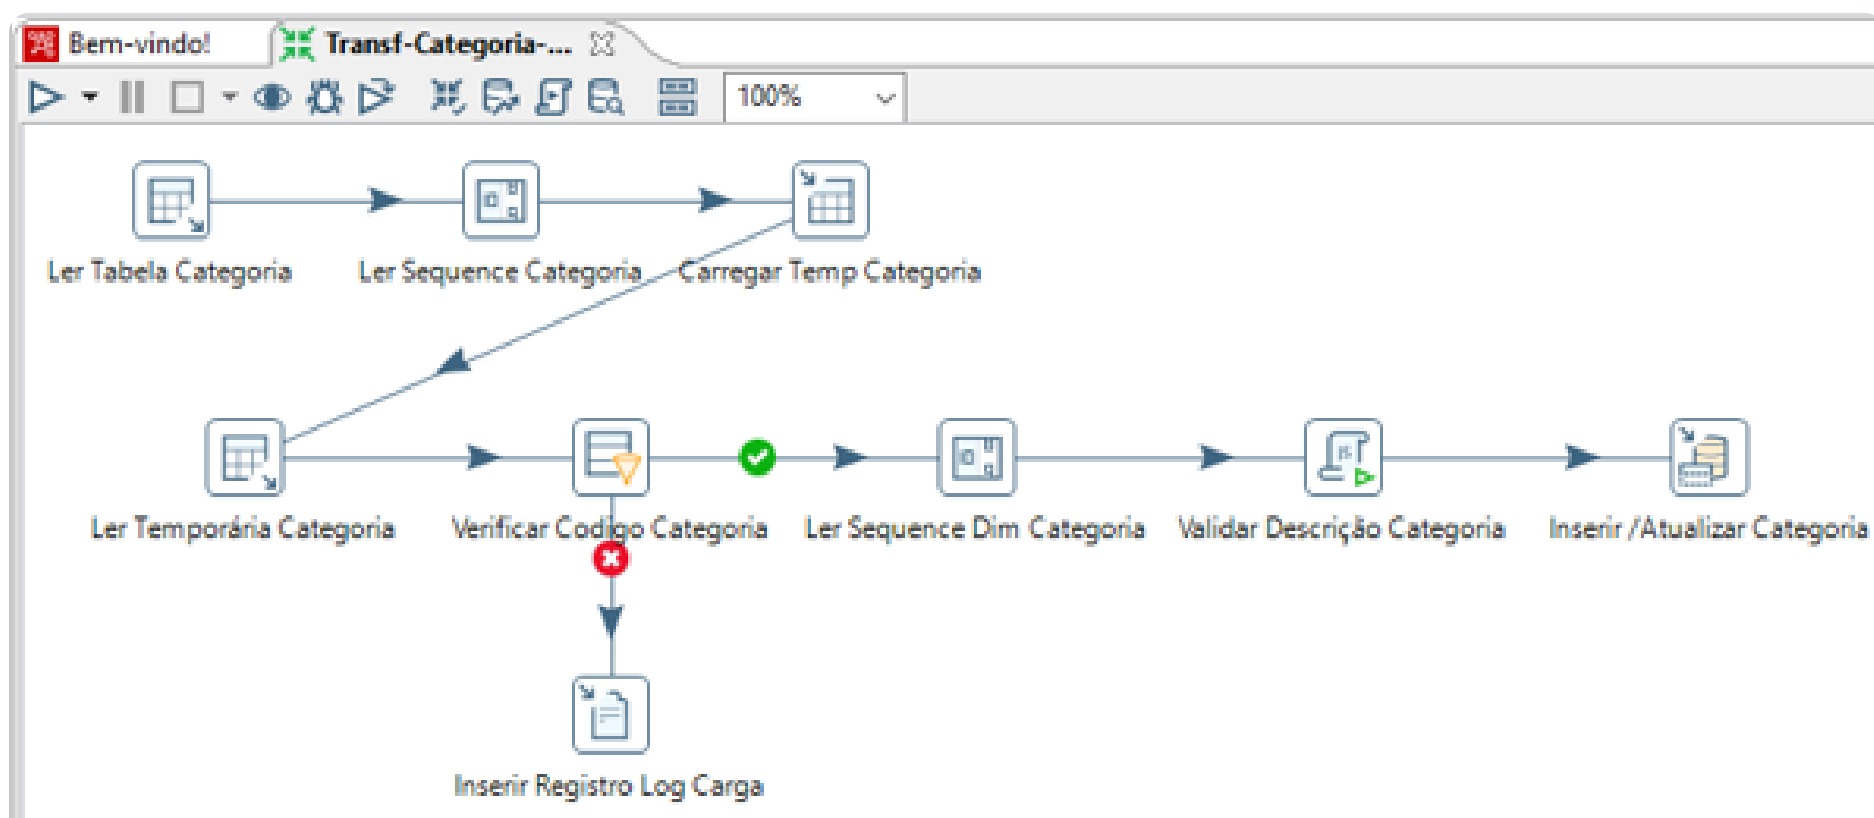 Bem-vindo!
Transf-Categoria-...
100%
Ler Tabela Categoria
Ler Sequence Categoria
Carregar Temp Categoria
Ler Temporária Categoria
Verificar Codigo Categoria
Ler Sequence Dim Categoria
Validar Descrição Categoria
Inserir /Atualizar Categoria
Inserir Registro Log Carga